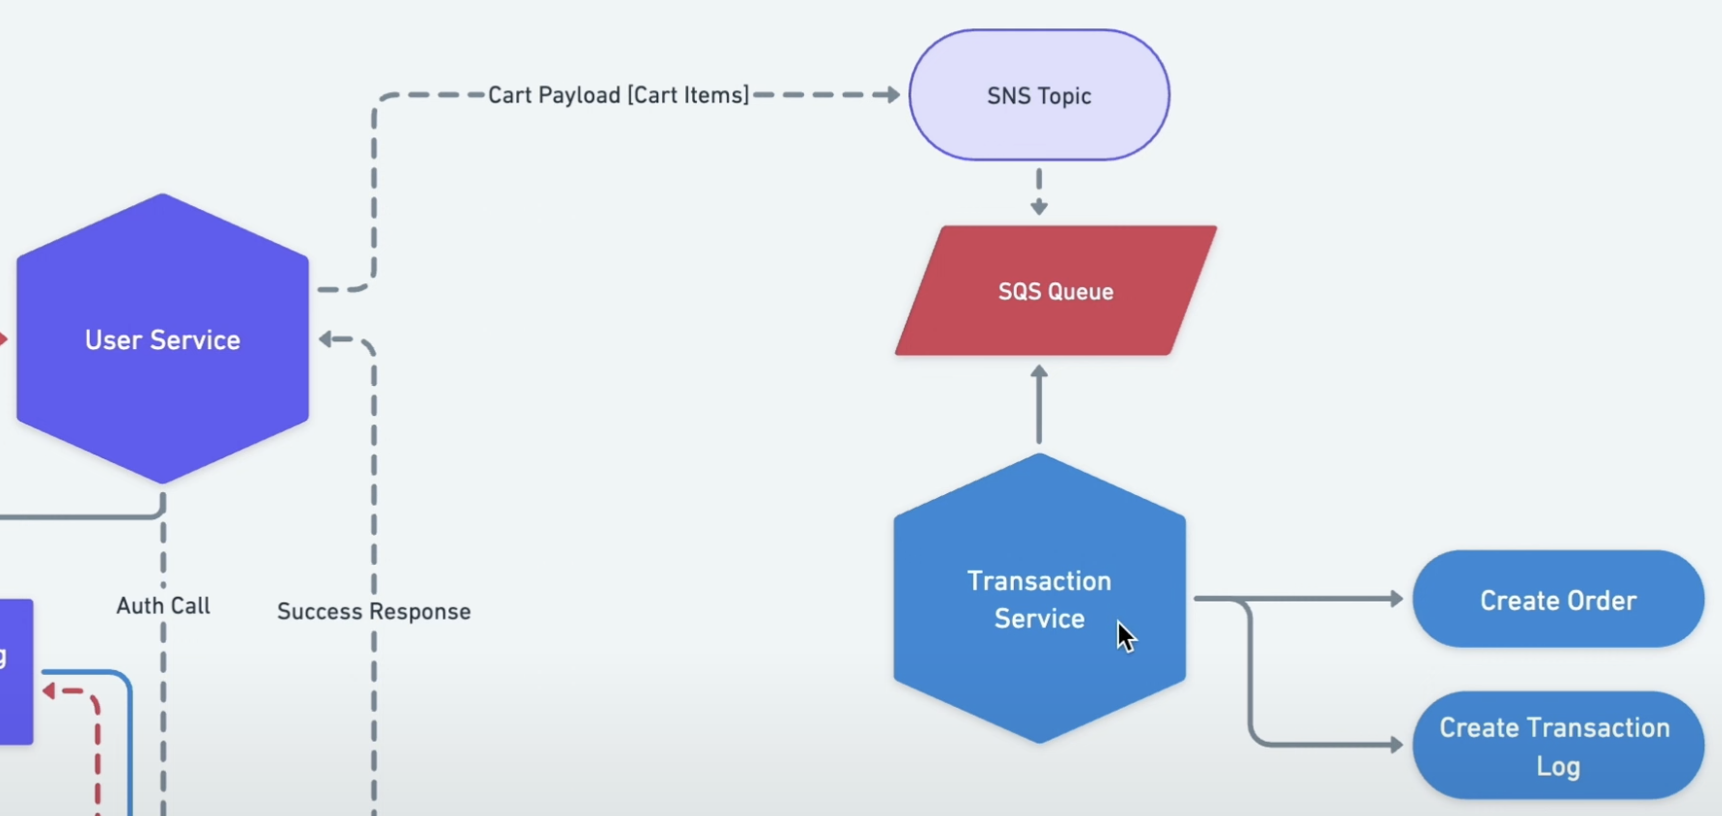 Cart Payload [Cart Items]
SNS Topic
SQS Queue
User Service
Auth Call
Success Response
g
Transaction
Service
Create Order
Create Transaction
Log